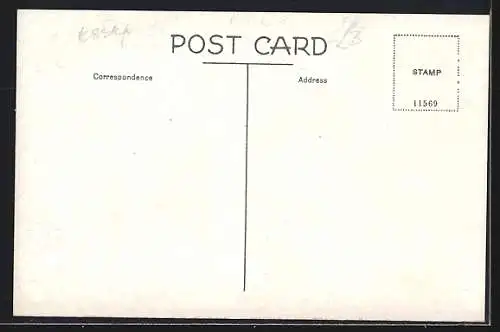 POST CARD
Correspondence
Address
STAMP
11569